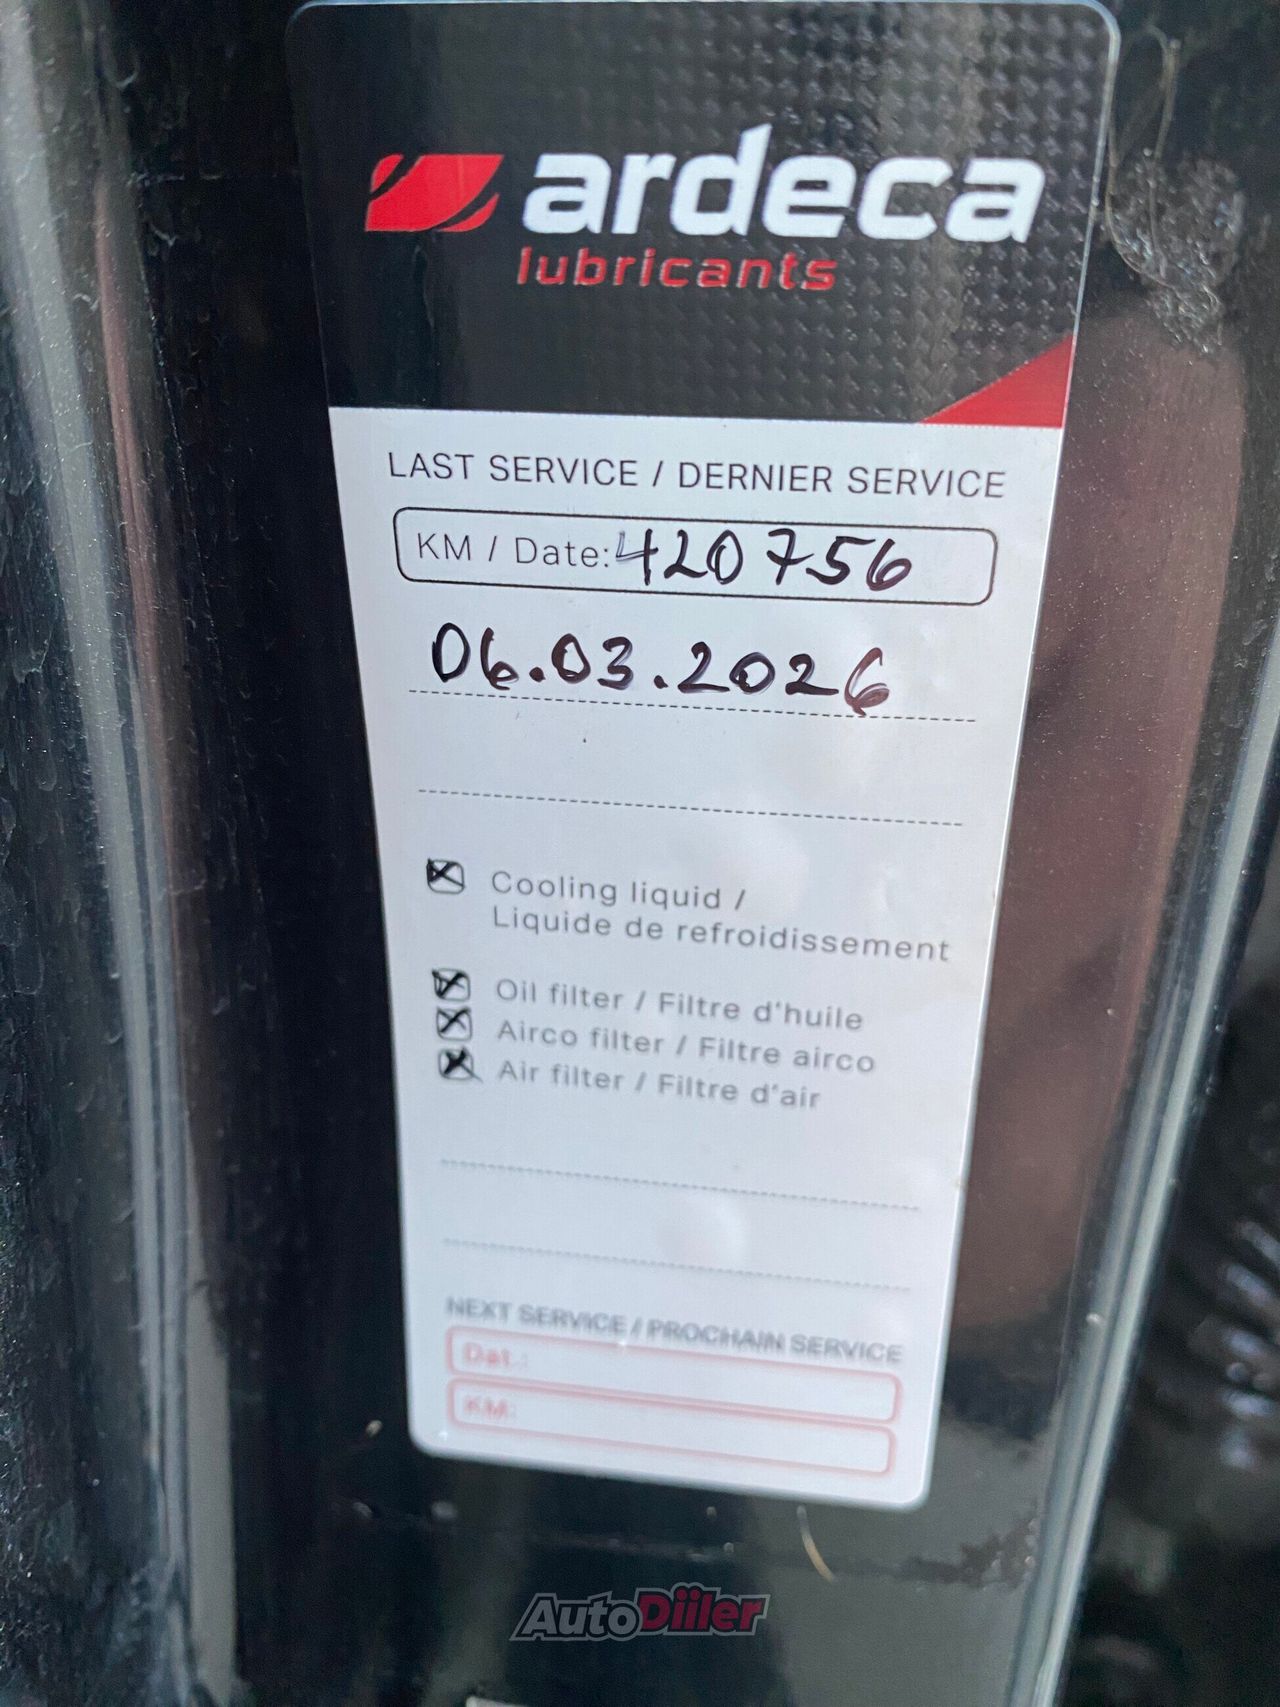 ardeca
lubricants
LAST SERVICE / DERNIER SERVICE
KM / Date: 420756
06.03.2026
Cooling liquid /
Liquide de refroidissement
Oil filter / Filtre d'huile
Airco filter / Filtre airco
Air filter / Filtre d'air
NEXT SERVICE / PROCHAIN SERVICE
Dat.:
KM:
AutoDiiler